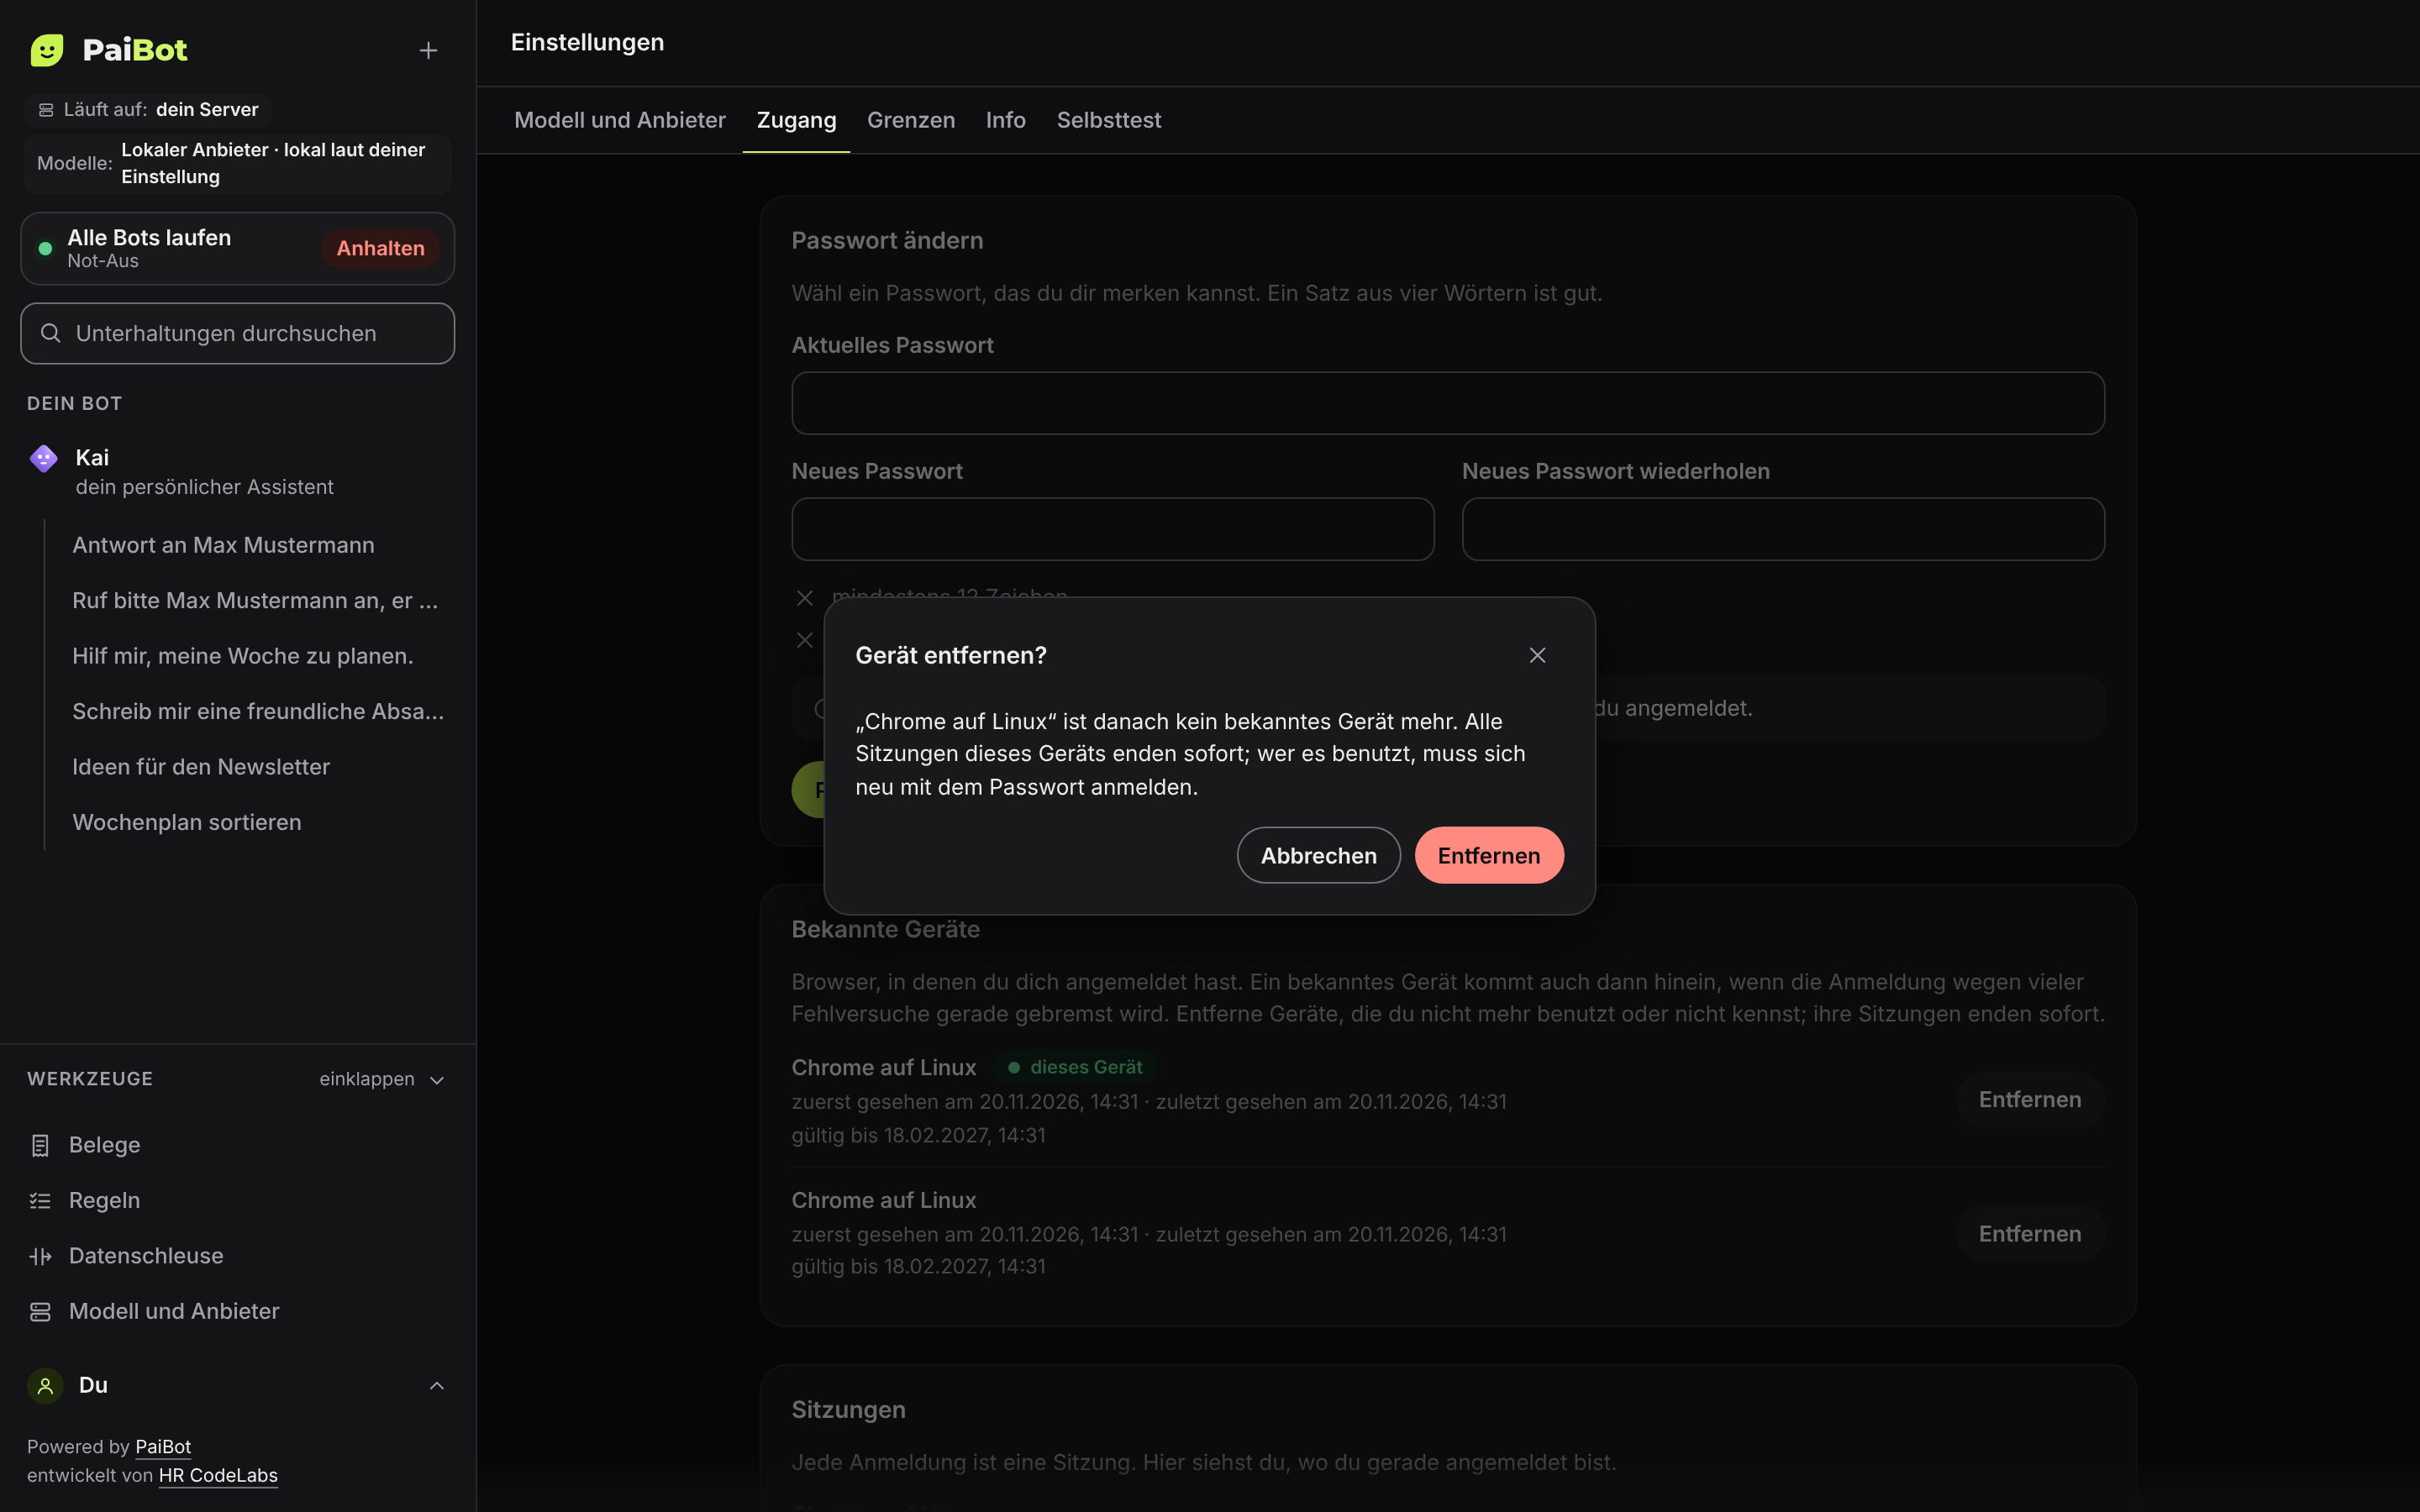 PaiBot
Läuft auf: dein Server
Modelle: Lokaler Anbieter · lokal laut deiner
Einstellung
Alle Bots laufen
Not-Aus
Anhalten
Unterhaltungen durchsuchen
DEIN BOT
Kai
dein persönlicher Assistent
Antwort an Max Mustermann
Ruf bitte Max Mustermann an, er ...
Hilf mir, meine Woche zu planen.
Schreib mir eine freundliche Absa...
Ideen für den Newsletter
Wochenplan sortieren
WERKZEUGE
einklappen
Belege
Regeln
Datenschleuse
Modell und Anbieter
Du
Powered by PaiBot
entwickelt von HR CodeLabs
Einstellungen
Modell und Anbieter Zugang Grenzen Info Selbsttest
Passwort ändern
Wähl ein Passwort, das du dir merken kannst. Ein Satz aus vier Wörtern ist gut.
Aktuelles Passwort
Neues Passwort
Neues Passwort wiederholen
mindestens 12 Zeichen
du angemeldet.
Gerät entfernen?
„Chrome auf Linux“ ist danach kein bekanntes Gerät mehr. Alle
Sitzungen dieses Geräts enden sofort; wer es benutzt, muss sich
neu mit dem Passwort anmelden.
Abbrechen
Entfernen
Bekannte Geräte
Browser, in denen du dich angemeldet hast. Ein bekanntes Gerät kommt auch dann hinein, wenn die Anmeldung wegen vieler
Fehlversuche gerade gebremst wird. Entferne Geräte, die du nicht mehr benutzt oder nicht kennst; ihre Sitzungen enden sofort.
Chrome auf Linux dieses Gerät
zuerst gesehen am 20.11.2026, 14:31 · zuletzt gesehen am 20.11.2026, 14:31
gültig bis 18.02.2027, 14:31
Entfernen
Chrome auf Linux
zuerst gesehen am 20.11.2026, 14:31 · zuletzt gesehen am 20.11.2026, 14:31
gültig bis 18.02.2027, 14:31
Entfernen
Sitzungen
Jede Anmeldung ist eine Sitzung. Hier siehst du, wo du gerade angemeldet bist.